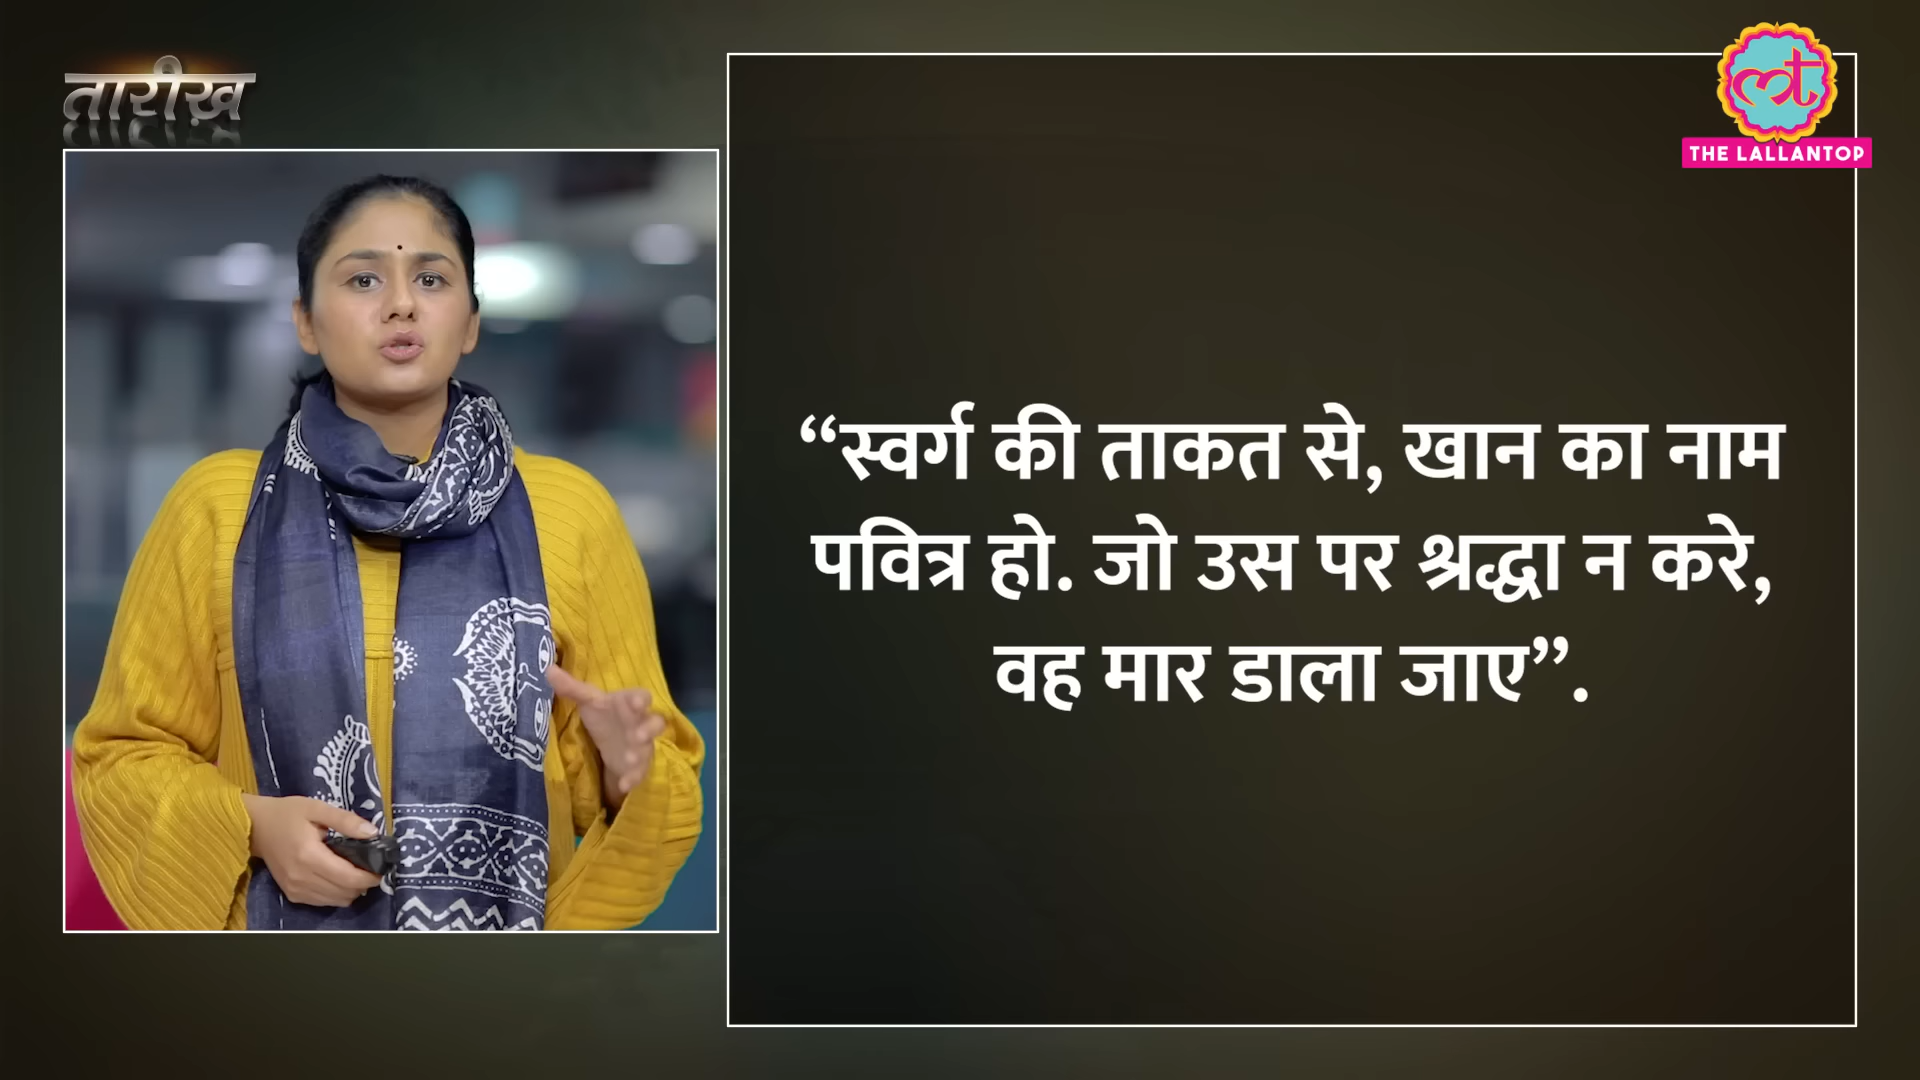 तारीख़
THE LALLANTOP
“स्वर्ग की ताकत से, खान का नाम
पवित्र हो. जो उस पर श्रद्धा न करे,
वह मार डाला जाए”.